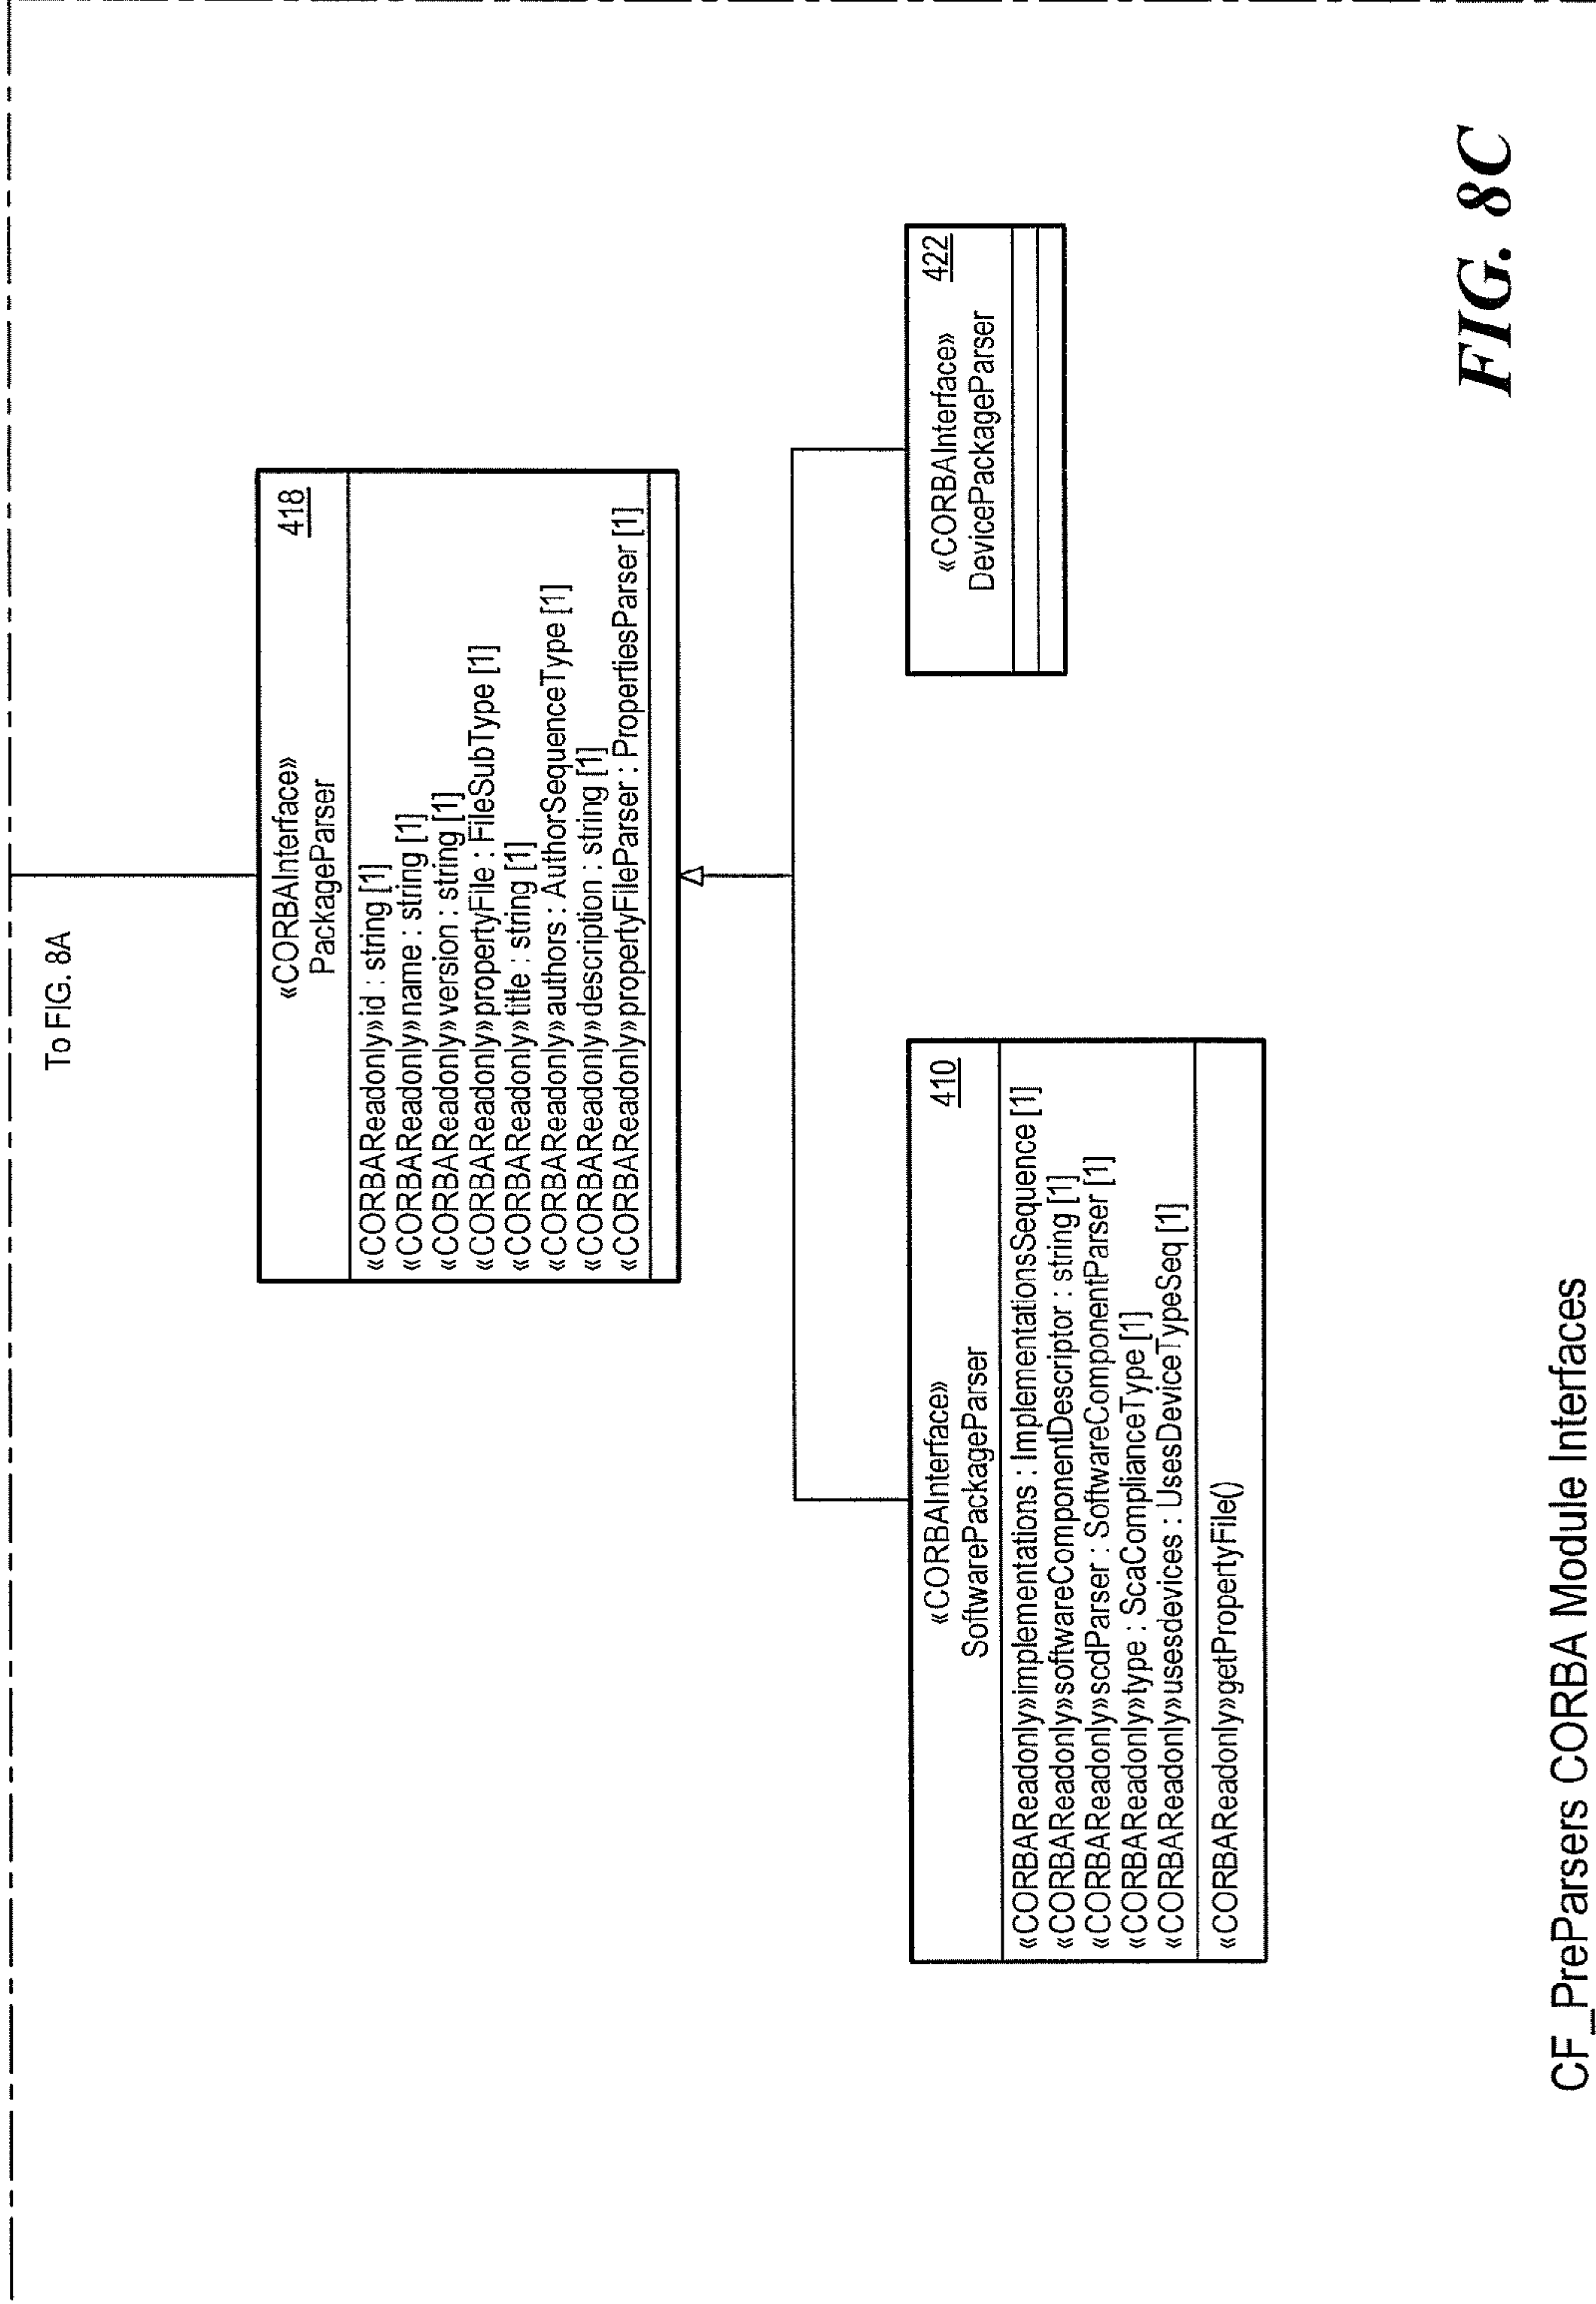 To FIG. 8A
«CORBAInterface»
PackageParser
418
«CORBAReadonly»id : string [1]
«CORBAReadonly»name : string [1]
«CORBAReadonly»version : string [1]
«CORBAReadonly»propertyFile : FileSubType [1]
«CORBAReadonly»title : string [1]
«CORBAReadonly»authors : AuthorSequenceType [1]
«CORBAReadonly»description : string [1]
«CORBAReadonly»propertyFileParser : PropertiesParser [1]
«CORBAInterface»
SoftwarePackageParser
410
«CORBAReadonly»implementations : ImplementationsSequence [1]
«CORBAReadonly»softwareComponentDescriptor : string [1]
«CORBAReadonly»scdParser : SoftwareComponentParser [1]
«CORBAReadonly»type : ScaComplianceType [1]
«CORBAReadonly»usesdevices : UsesDeviceTypeSeq [1]
«CORBAReadonly»getPropertyFile()
«CORBAInterface»
DevicePackageParser
422
CF_PreParsers CORBA Module Interfaces
FIG. 8C